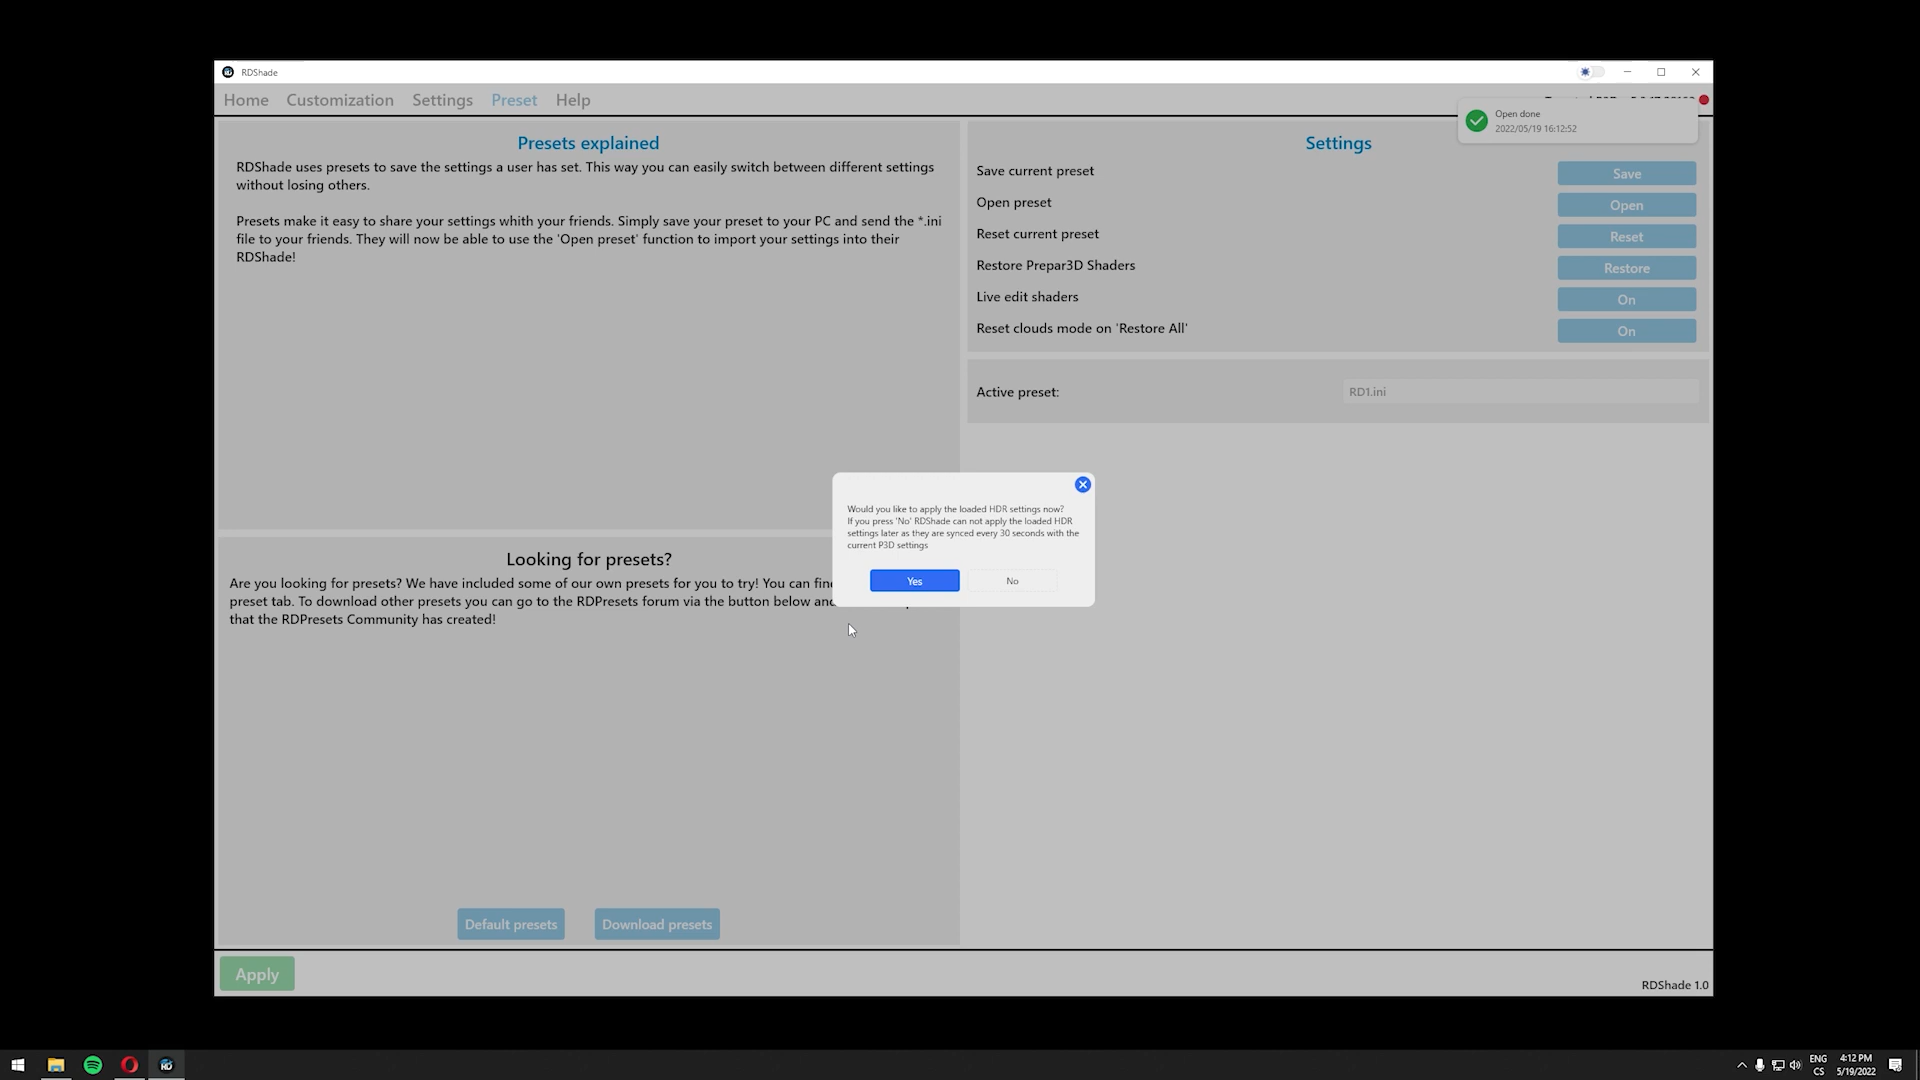 RDShade
Home Customization Settings Preset Help
Open done
2022/05/19 16:12:52
Presets explained
RDShade uses presets to save the settings a user has set. This way you can easily switch between different settings
without losing others.
Presets make it easy to share your settings whith your friends. Simply save your preset to your PC and send the *.ini
file to your friends. They will now be able to use the 'Open preset' function to import your settings into their
RDShade!
Settings
Save current preset Save
Open preset Open
Reset current preset Reset
Restore Prepar3D Shaders Restore
Live edit shaders On
Reset clouds mode on 'Restore All' On
Active preset: RD1.ini
Would you like to apply the loaded HDR settings now?
If you press 'No' RDShade can not apply the loaded HDR
settings later as they are synced every 30 seconds with the
current P3D settings
Yes No
Looking for presets?
Are you looking for presets? We have included some of our own presets for you to try! You can
preset tab. To download other presets you can go to the RDPresets forum via the button below and
that the RDPresets Community has created!
Default presets Download presets
Apply
RDShade 1.0
ENG
CS
4:12 PM
5/19/2022